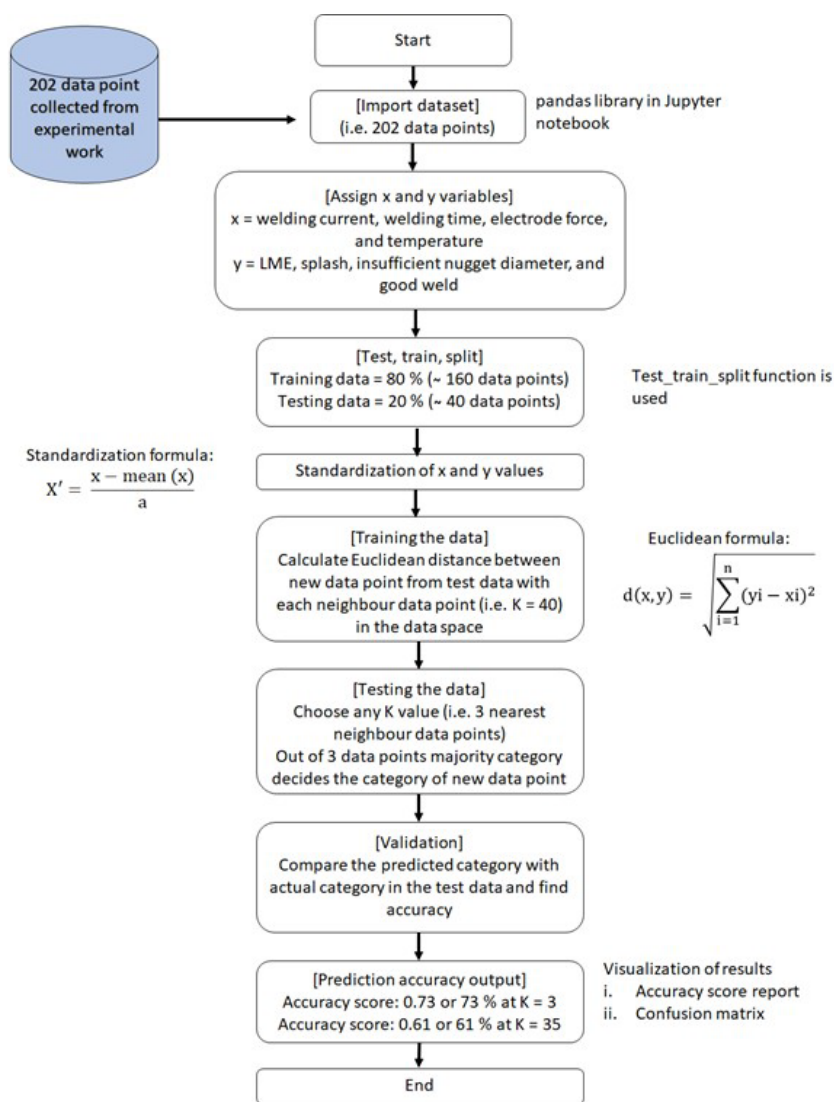 Start
202 data point
collected from
experimental
work
[Import dataset]
(i.e. 202 data points)
pandas library in Jupyter
notebook
[Assign x and y variables]
x = welding current, welding time, electrode force,
and temperature
y = LME, splash, insufficient nugget diameter, and
good weld
[Test, train, split]
Training data = 80 % (~ 160 data points)
Testing data = 20 % (~ 40 data points)
Test_train_split function is
used
Standardization formula:
X′ = (x − mean (x)) / a
Standardization of x and y values
[Training the data]
Calculate Euclidean distance between
new data point from test data with
each neighbour data point (i.e. K = 40)
in the data space
Euclidean formula:
d(x,y) = √(∑_{i=1}^{n} (yi − xi)²)
[Testing the data]
Choose any K value (i.e. 3 nearest
neighbour data points)
Out of 3 data points majority category
decides the category of new data point
[Validation]
Compare the predicted category with
actual category in the test data and find
accuracy
[Prediction accuracy output]
Accuracy score: 0.73 or 73 % at K = 3
Accuracy score: 0.61 or 61 % at K = 35
Visualization of results
i. Accuracy score report
ii. Confusion matrix
End